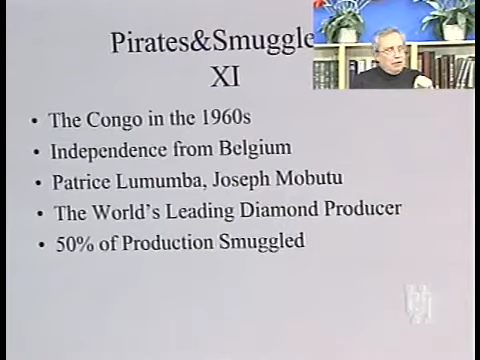 Pirates&Smuggle
XI
• The Congo in the 1960s
• Independence from Belgium
• Patrice Lumumba, Joseph Mobutu
• The World's Leading Diamond Producer
• 50% of Production Smuggled